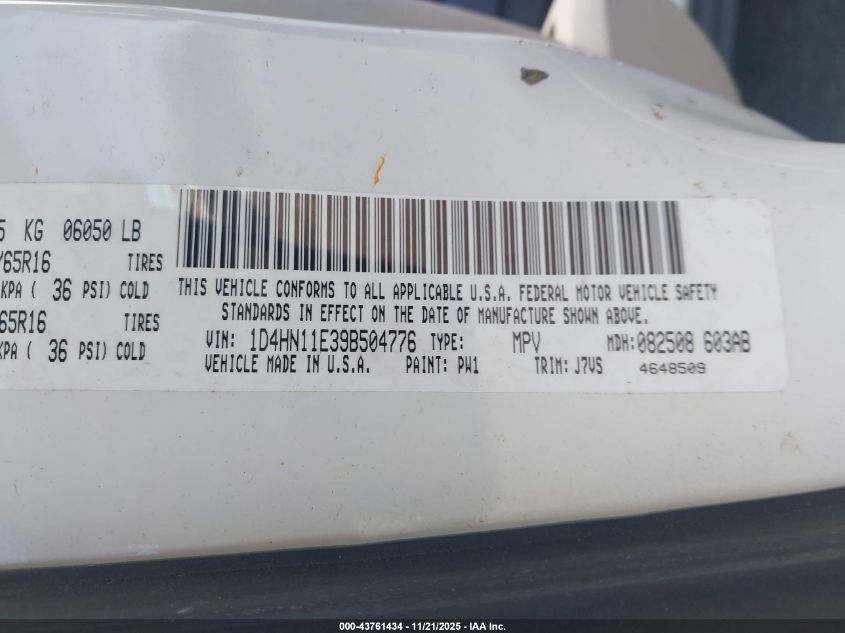 5 KG 06050 LB
/65R16 TIRES
KPA ( 36 PSI) COLD
65R16 TIRES
KPA ( 36 PSI) COLD
THIS VEHICLE CONFORMS TO ALL APPLICABLE U.S.A. FEDERAL MOTOR VEHICLE SAFETY
STANDARDS IN EFFECT ON THE DATE OF MANUFACTURE SHOWN ABOVE.
VIN: 1D4HN11E39B504776 TYPE: MPV MDH: 082508 603AB
VEHICLE MADE IN U.S.A. PAINT: PW1 TRIM: J7VS 4648509
000-43761434 - 11/21/2025 - IAA Inc.